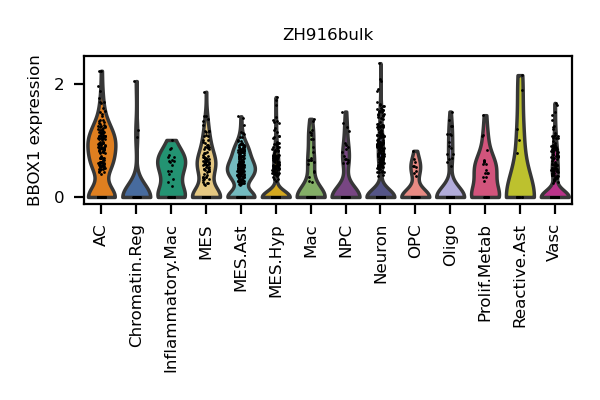 ZH916bulk
BBOX1 expression
2
0
AC
Chromatin.Reg
Inflammatory.Mac
MES
MES.Ast
MES.Hyp
Mac
NPC
Neuron
OPC
Oligo
Prolif.Metab
Reactive.Ast
Vasc